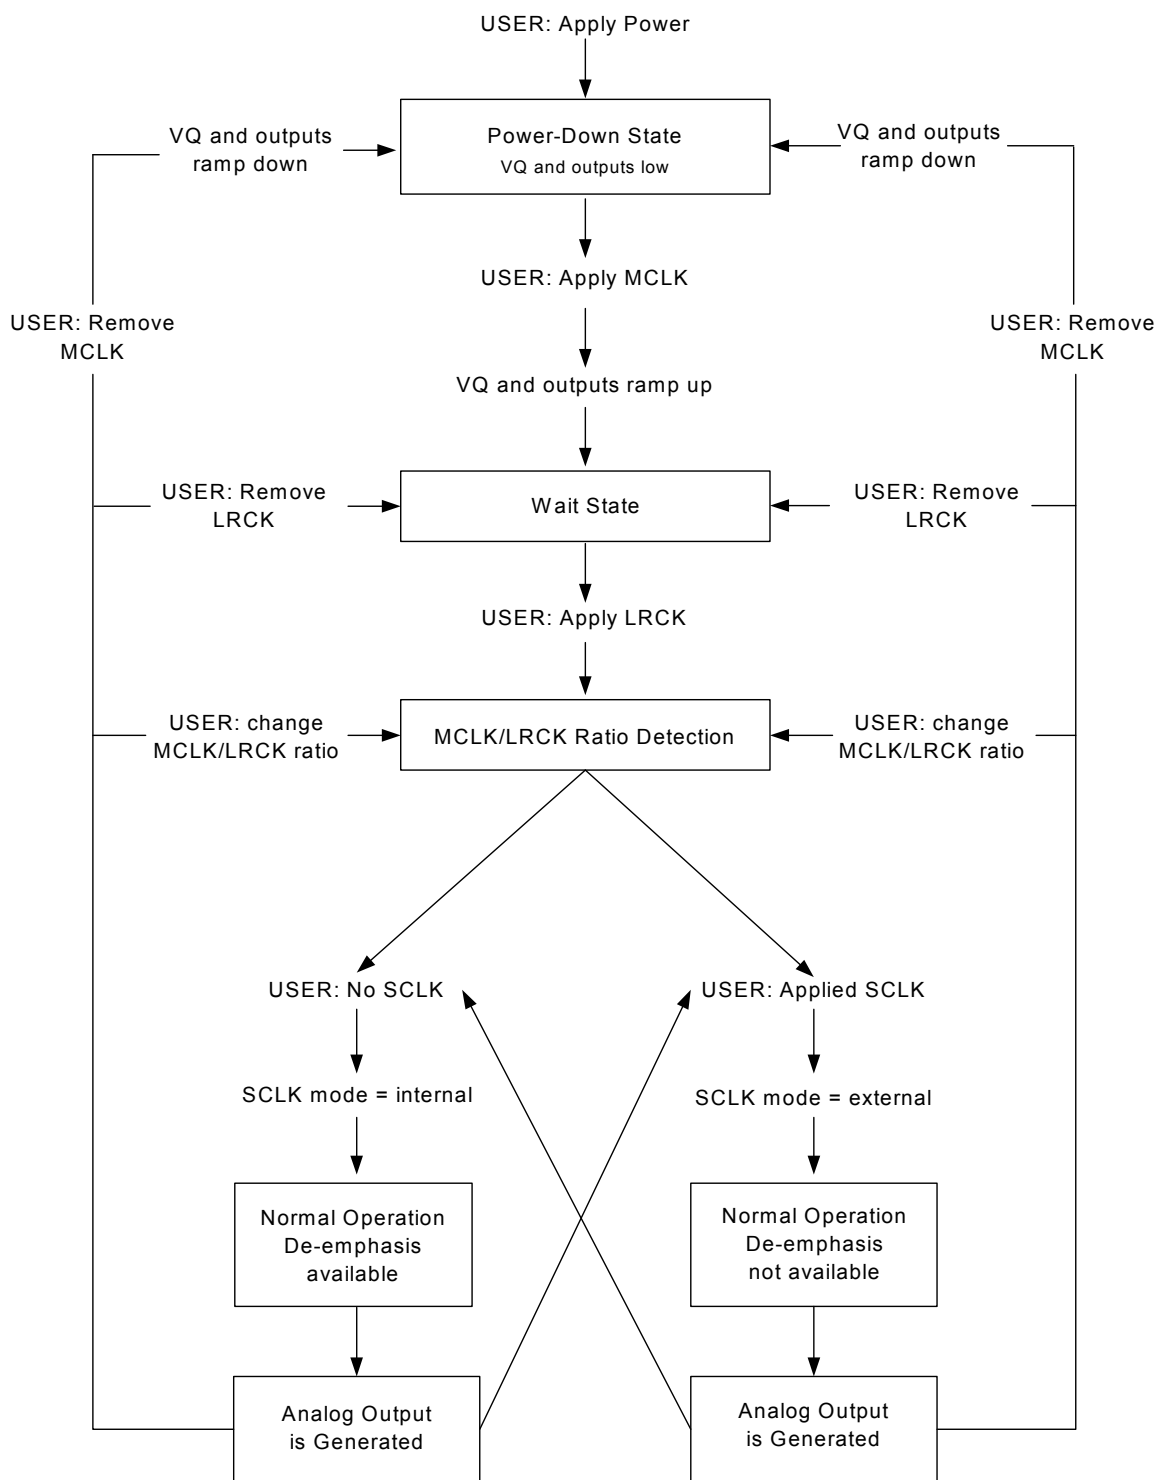 USER: Apply Power
VQ and outputs
ramp down
Power-Down State
VQ and outputs low
VQ and outputs
ramp down
USER: Apply MCLK
USER: Remove
MCLK
USER: Remove
MCLK
VQ and outputs ramp up
USER: Remove
LRCK
Wait State
USER: Remove
LRCK
USER: Apply LRCK
USER: change
MCLK/LRCK ratio
MCLK/LRCK Ratio Detection
USER: change
MCLK/LRCK ratio
USER: No SCLK
USER: Applied SCLK
SCLK mode = internal
SCLK mode = external
Normal Operation
De-emphasis
available
Normal Operation
De-emphasis
not available
Analog Output
is Generated
Analog Output
is Generated